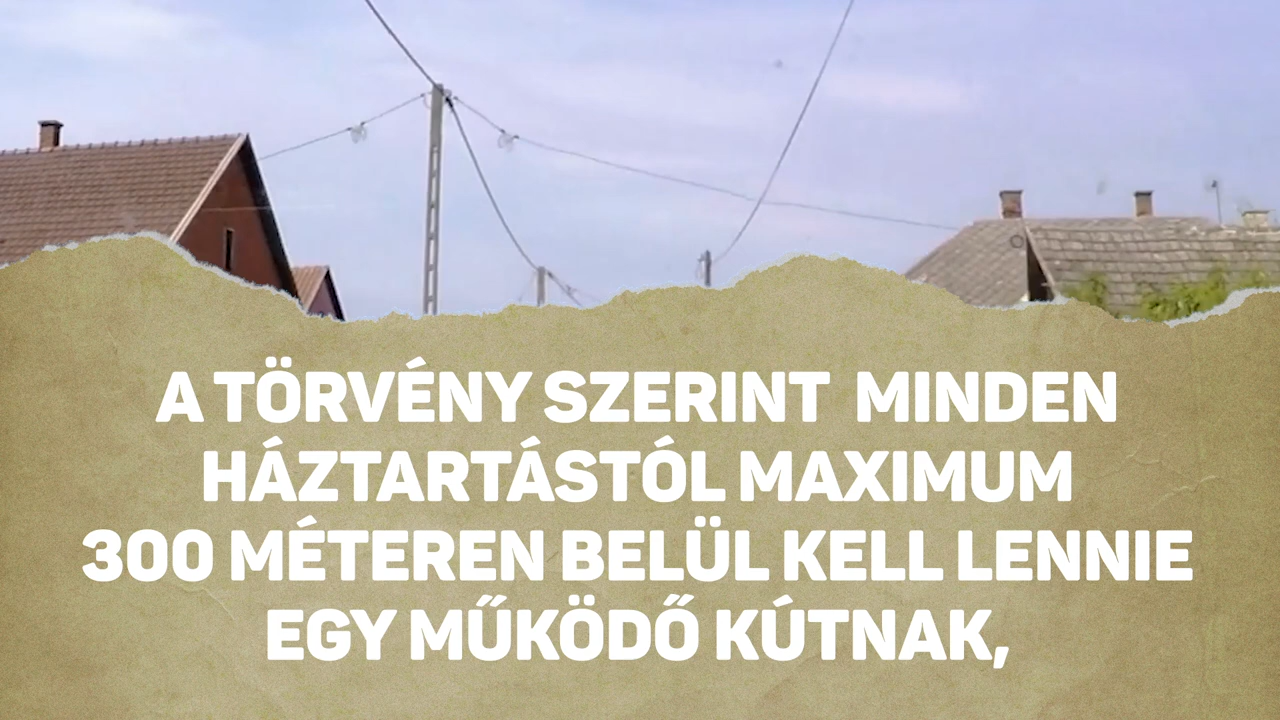 A TÖRVÉNY SZERINT MINDEN
HÁZTARTÁSTÓL MAXIMUM
300 MÉTEREN BELÜL KELL LENNIE
EGY MŰKÖDŐ KÚTNAK,